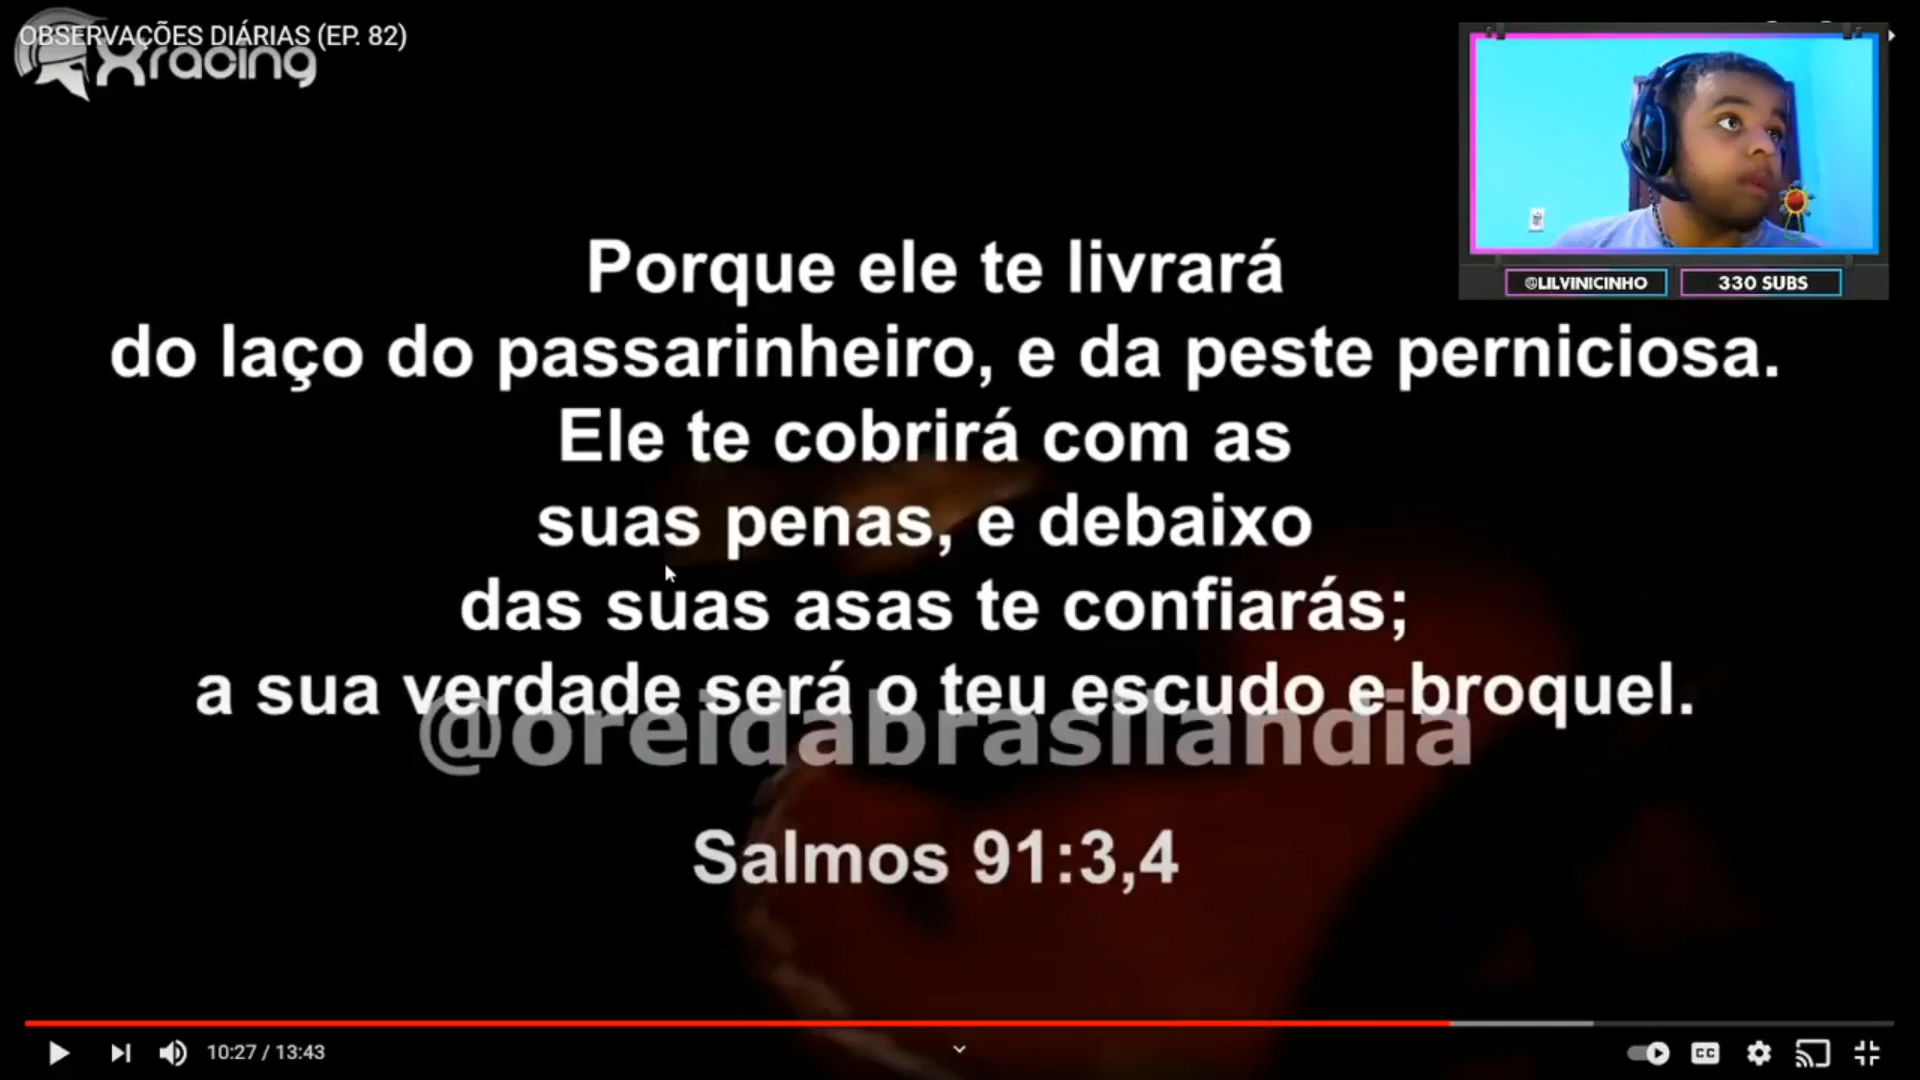 OBSERVAÇÕES DIÁRIAS (EP. 82)
Xracing
@LILVINICINHO
330 SUBS
Porque ele te livrará
do laço do passarinheiro, e da peste perniciosa.
Ele te cobrirá com as
suas penas, e debaixo
das suas asas te confiarás;
a sua verdade será o teu escudo e broquel.
@oreidabrasilandia
Salmos 91:3,4
10:27 / 13:43
CC